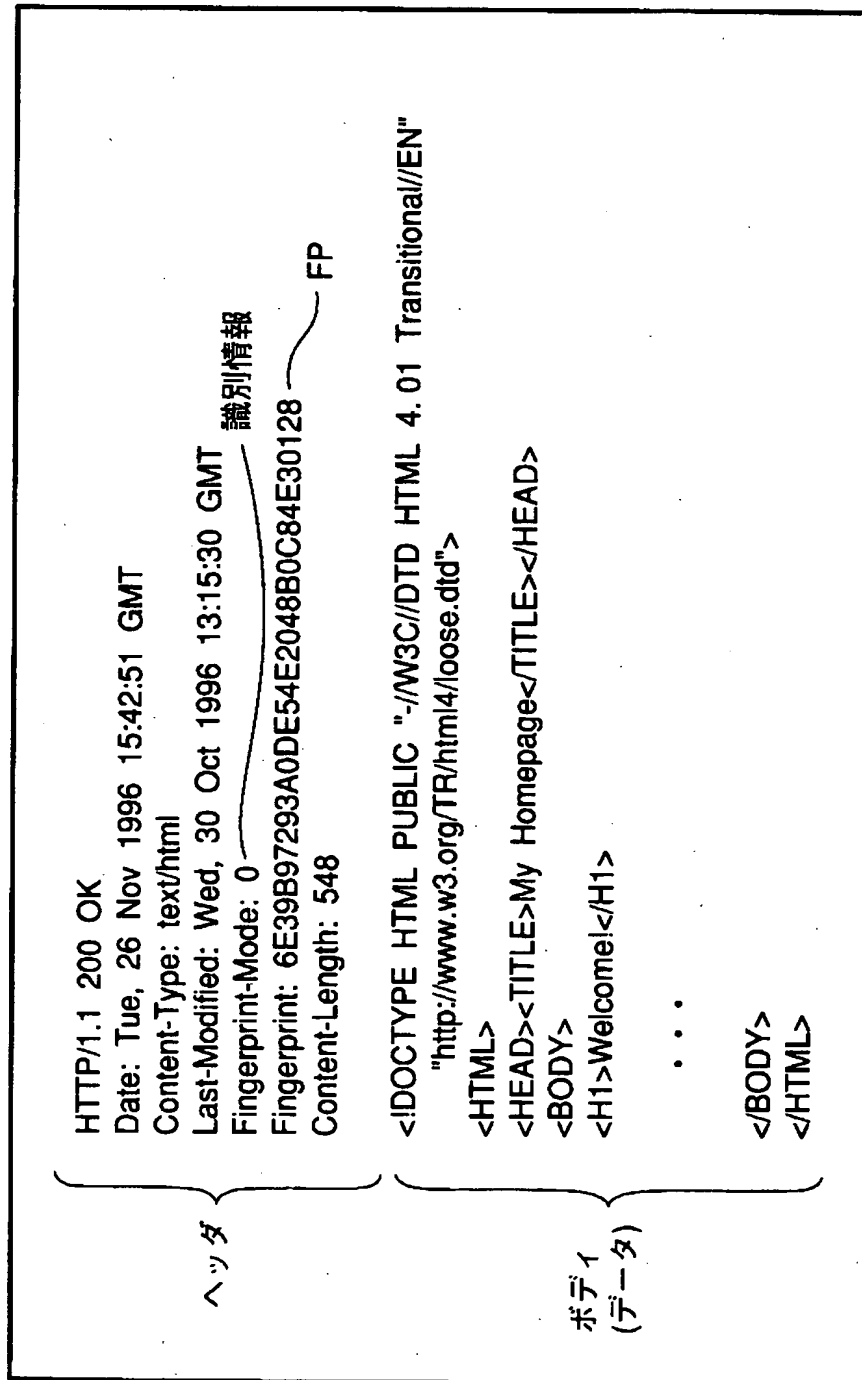 HTTP/1.1 200 OK
Date: Tue, 26 Nov 1996 15:42:51 GMT
Content-Type: text/html
Last-Modified: Wed, 30 Oct 1996 13:15:30 GMT
Fingerprint-Mode: 0 識別情報
Fingerprint: 6E39B97293A0DE54E2048B0C84E30128 FP
Content-Length: 548
ヘッダ
<!DOCTYPE HTML PUBLIC "-//W3C//DTD HTML 4.01 Transitional//EN"
"http://www.w3.org/TR/html4/loose.dtd">
<HTML>
<HEAD><TITLE>My Homepage</TITLE></HEAD>
<BODY>
<H1>Welcome!</H1>
・・・
</BODY>
</HTML>
ボディ
(データ)